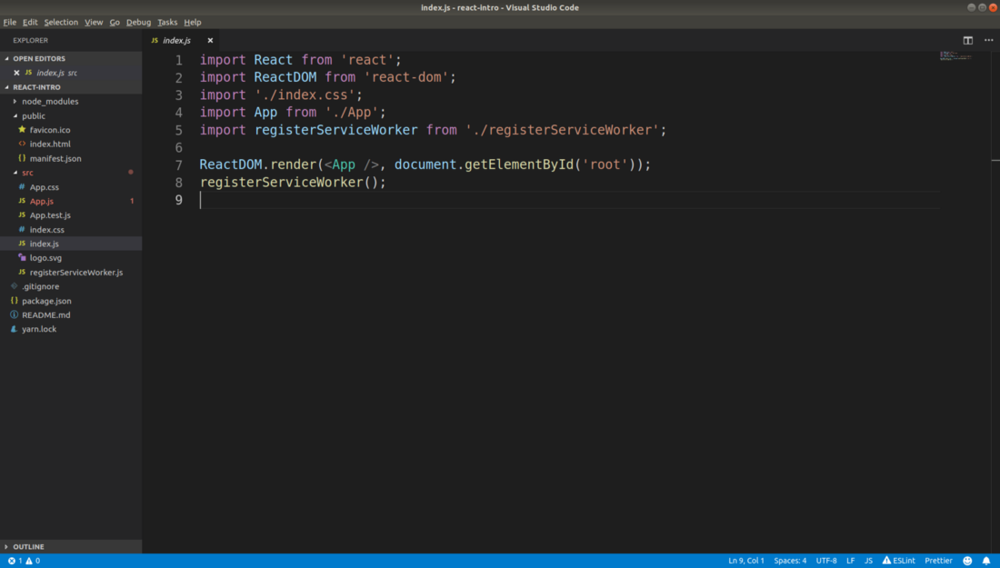 index.js - react-intro - Visual Studio Code
File Edit Selection View Go Debug Tasks Help
EXPLORER
OPEN EDITORS
JS index.js src
REACT-INTRO
node_modules
public
favicon.ico
<> index.html
{} manifest.json
src
# App.css
JS App.js 1
JS App.test.js
# index.css
JS index.js
logo.svg
JS registerServiceWorker.js
.gitignore
{} package.json
README.md
yarn.lock
OUTLINE
JS index.js
1 import React from 'react';
2 import ReactDOM from 'react-dom';
3 import './index.css';
4 import App from './App';
5 import registerServiceWorker from './registerServiceWorker';
6
7 ReactDOM.render(<App />, document.getElementById('root'));
8 registerServiceWorker();
9
1 0
Ln 9, Col 1 Spaces: 4 UTF-8 LF JS ESLint Prettier